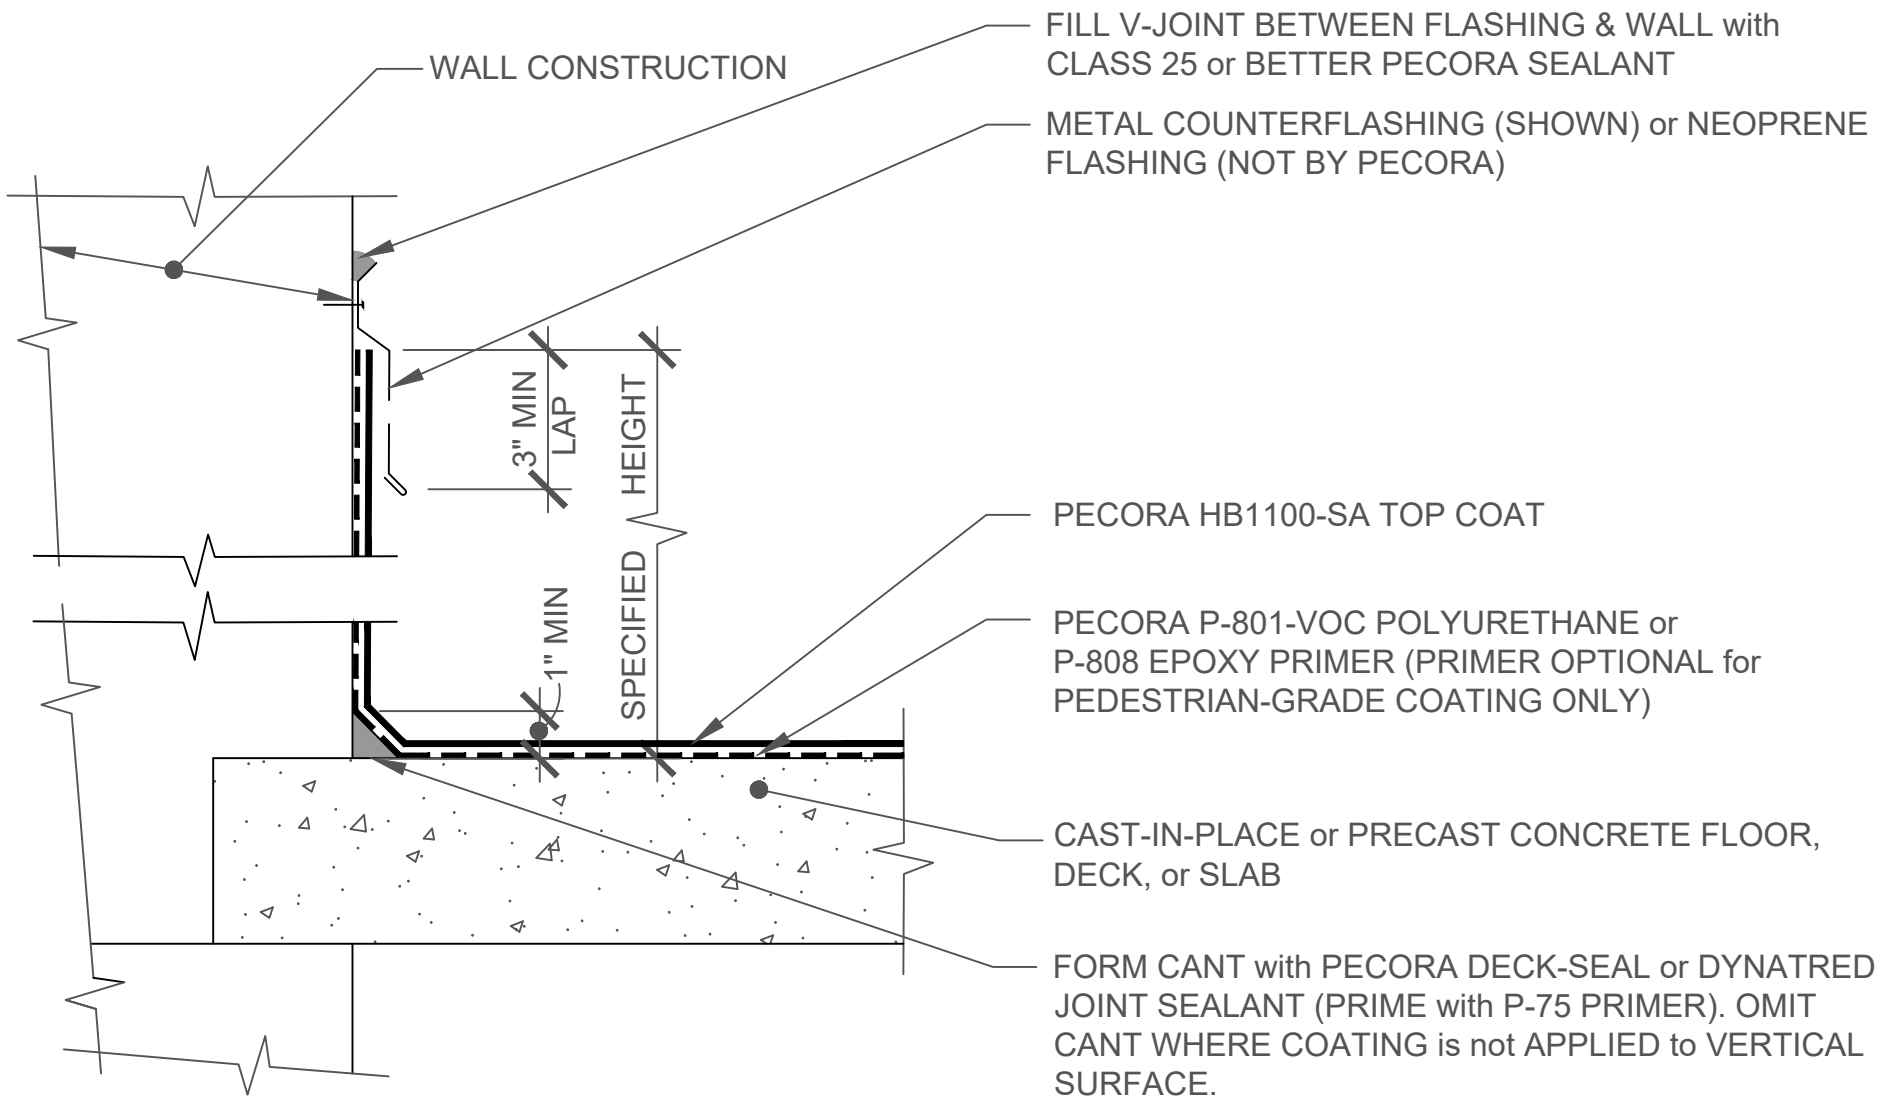 FILL V-JOINT BETWEEN FLASHING & WALL with
CLASS 25 or BETTER PECORA SEALANT
WALL CONSTRUCTION
METAL COUNTERFLASHING (SHOWN) or NEOPRENE
FLASHING (NOT BY PECORA)
3" MIN
LAP
SPECIFIED HEIGHT
1" MIN
PECORA HB1100-SA TOP COAT
PECORA P-801-VOC POLYURETHANE or
P-808 EPOXY PRIMER (PRIMER OPTIONAL for
PEDESTRIAN-GRADE COATING ONLY)
CAST-IN-PLACE or PRECAST CONCRETE FLOOR,
DECK, or SLAB
FORM CANT with PECORA DECK-SEAL or DYNATRED
JOINT SEALANT (PRIME with P-75 PRIMER). OMIT
CANT WHERE COATING is not APPLIED to VERTICAL
SURFACE.